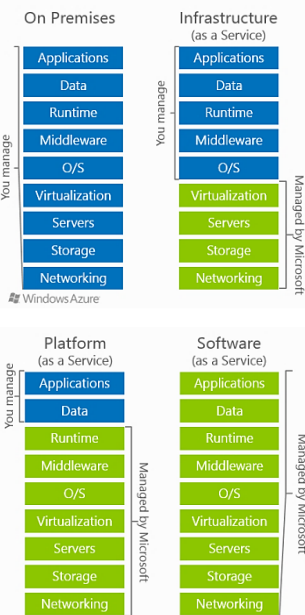 On Premises
Applications
Data
Runtime
Middleware
O/S
Virtualization
Servers
Storage
Networking
You manage
Windows Azure
Infrastructure
(as a Service)
Applications
Data
Runtime
Middleware
O/S
Virtualization
Servers
Storage
Networking
You manage
Managed by Microsoft
Platform
(as a Service)
Applications
Data
Runtime
Middleware
O/S
Virtualization
Servers
Storage
Networking
You manage
Managed by Microsoft
Software
(as a Service)
Applications
Data
Runtime
Middleware
O/S
Virtualization
Servers
Storage
Networking
Managed by Microsoft